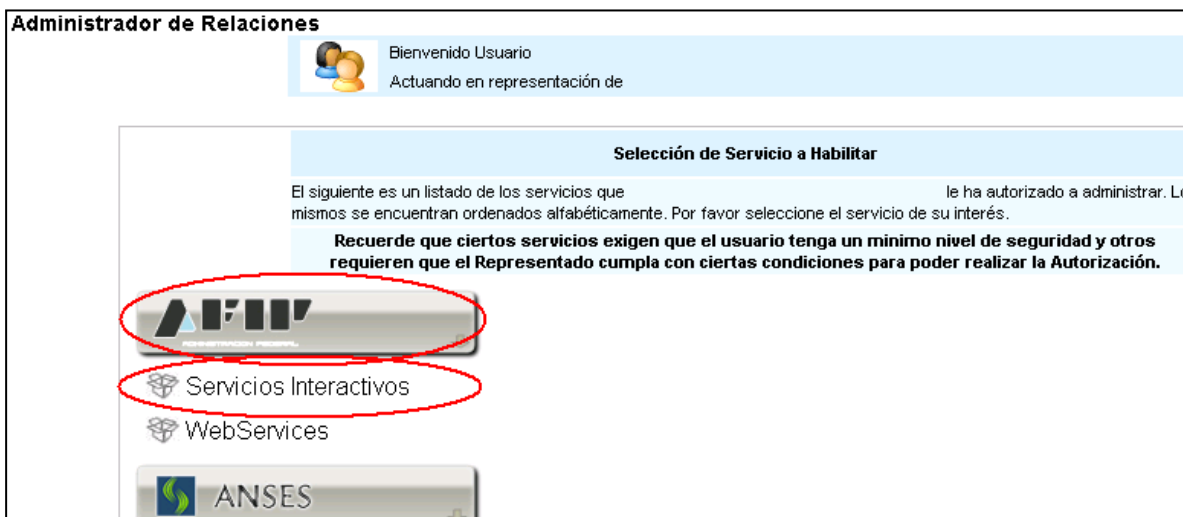 Administrador de Relaciones
Bienvenido Usuario
Actuando en representación de
Selección de Servicio a Habilitar
El siguiente es un listado de los servicios que le ha autorizado a administrar. Lo
mismos se encuentran ordenados alfabéticamente. Por favor seleccione el servicio de su interés.
Recuerde que ciertos servicios exigen que el usuario tenga un minimo nivel de seguridad y otros
requieren que el Representado cumpla con ciertas condiciones para poder realizar la Autorización.
AFIP
ADMINISTRACION FEDERAL
Servicios Interactivos
WebServices
ANSES